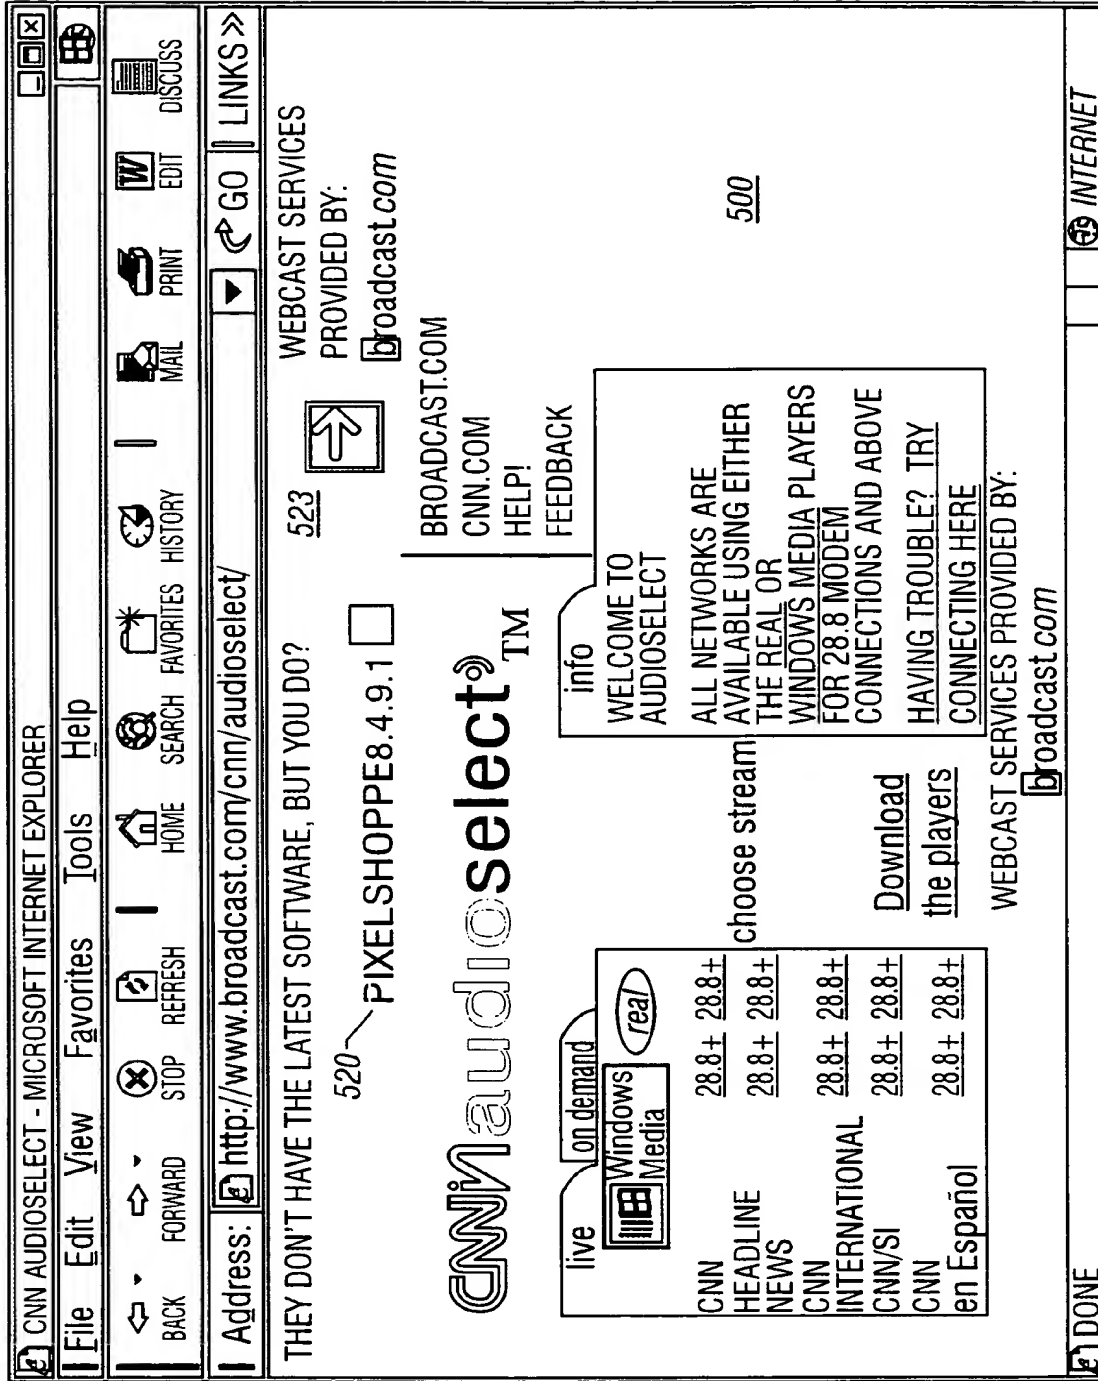 CNN AUDIOSELECT - MICROSOFT INTERNET EXPLORER
File Edit View Favorites Tools Help
BACK FORWARD STOP REFRESH HOME SEARCH FAVORITES HISTORY MAIL PRINT EDIT DISCUSS
Address: http://www.broadcast.com/cnn/audioselect/ GO LINKS »
THEY DON'T HAVE THE LATEST SOFTWARE, BUT YOU DO?
523
520 PIXELSHOPPE8.4.9.1
WEBCAST SERVICES
PROVIDED BY:
broadcast.com
CNN audioselect TM
BROADCAST.COM
CNN.COM
HELP!
FEEDBACK
live on demand
Windows
Media
real
CNN 28.8+ 28.8+
HEADLINE 28.8+ 28.8+
NEWS
CNN 28.8+ 28.8+
INTERNATIONAL
CNN/SI 28.8+ 28.8+
CNN 28.8+ 28.8+
en Español
choose stream
Download
the players
info
WELCOME TO
AUDIOSELECT
ALL NETWORKS ARE
AVAILABLE USING EITHER
THE REAL OR
WINDOWS MEDIA PLAYERS
FOR 28.8 MODEM
CONNECTIONS AND ABOVE
HAVING TROUBLE? TRY
CONNECTING HERE
500
WEBCAST SERVICES PROVIDED BY:
broadcast.com
DONE INTERNET